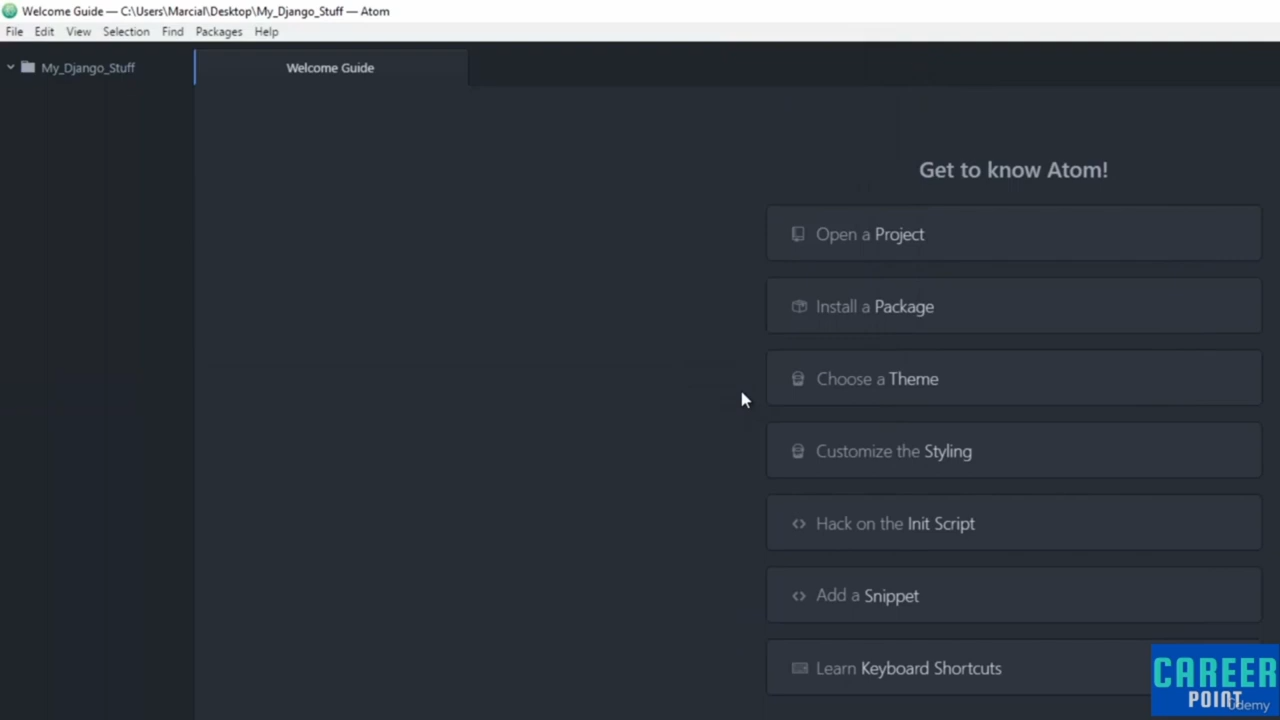 Welcome Guide — C:\Users\Marcial\Desktop\My_Django_Stuff — Atom
File Edit View Selection Find Packages Help
My_Django_Stuff
Welcome Guide
Get to know Atom!
Open a Project
Install a Package
Choose a Theme
Customize the Styling
Hack on the Init Script
Add a Snippet
Learn Keyboard Shortcuts
CAREER
POINT
ûdemy